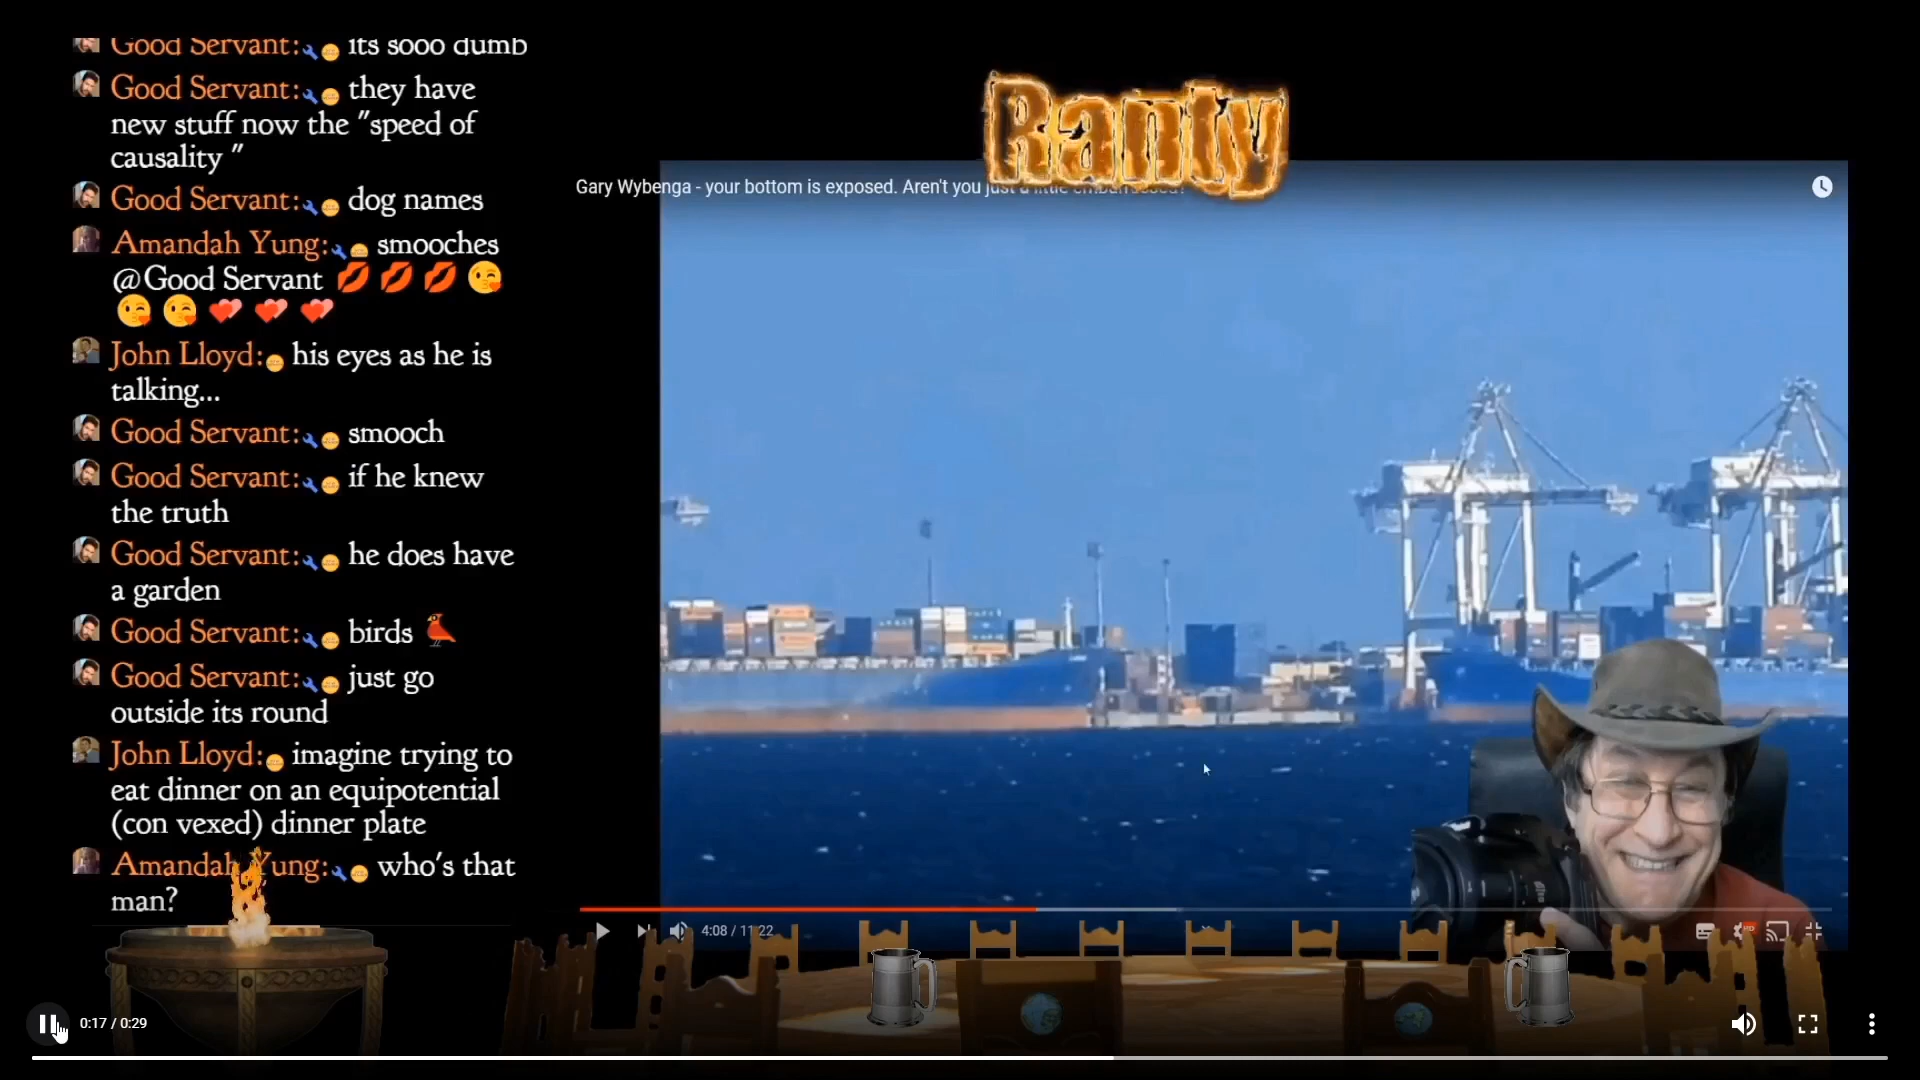 Good Servant: its sooo dumb
Good Servant: they have
new stuff now the "speed of
causality "
Good Servant: dog names
Amandah Yung: smooches
@Good Servant 💋 💋 💋 😘
😘 😘 💕 💕 💕
John Lloyd: his eyes as he is
talking...
Good Servant: smooch
Good Servant: if he knew
the truth
Good Servant: he does have
a garden
Good Servant: birds
Good Servant: just go
outside its round
John Lloyd: imagine trying to
eat dinner on an equipotential
(con vexed) dinner plate
Amandah Yung: who's that
man?
Ranty
Gary Wybenga - your bottom is exposed. Aren't you just a little embarrassed?
4:08 / 11:22
HD
0:17 / 0:29